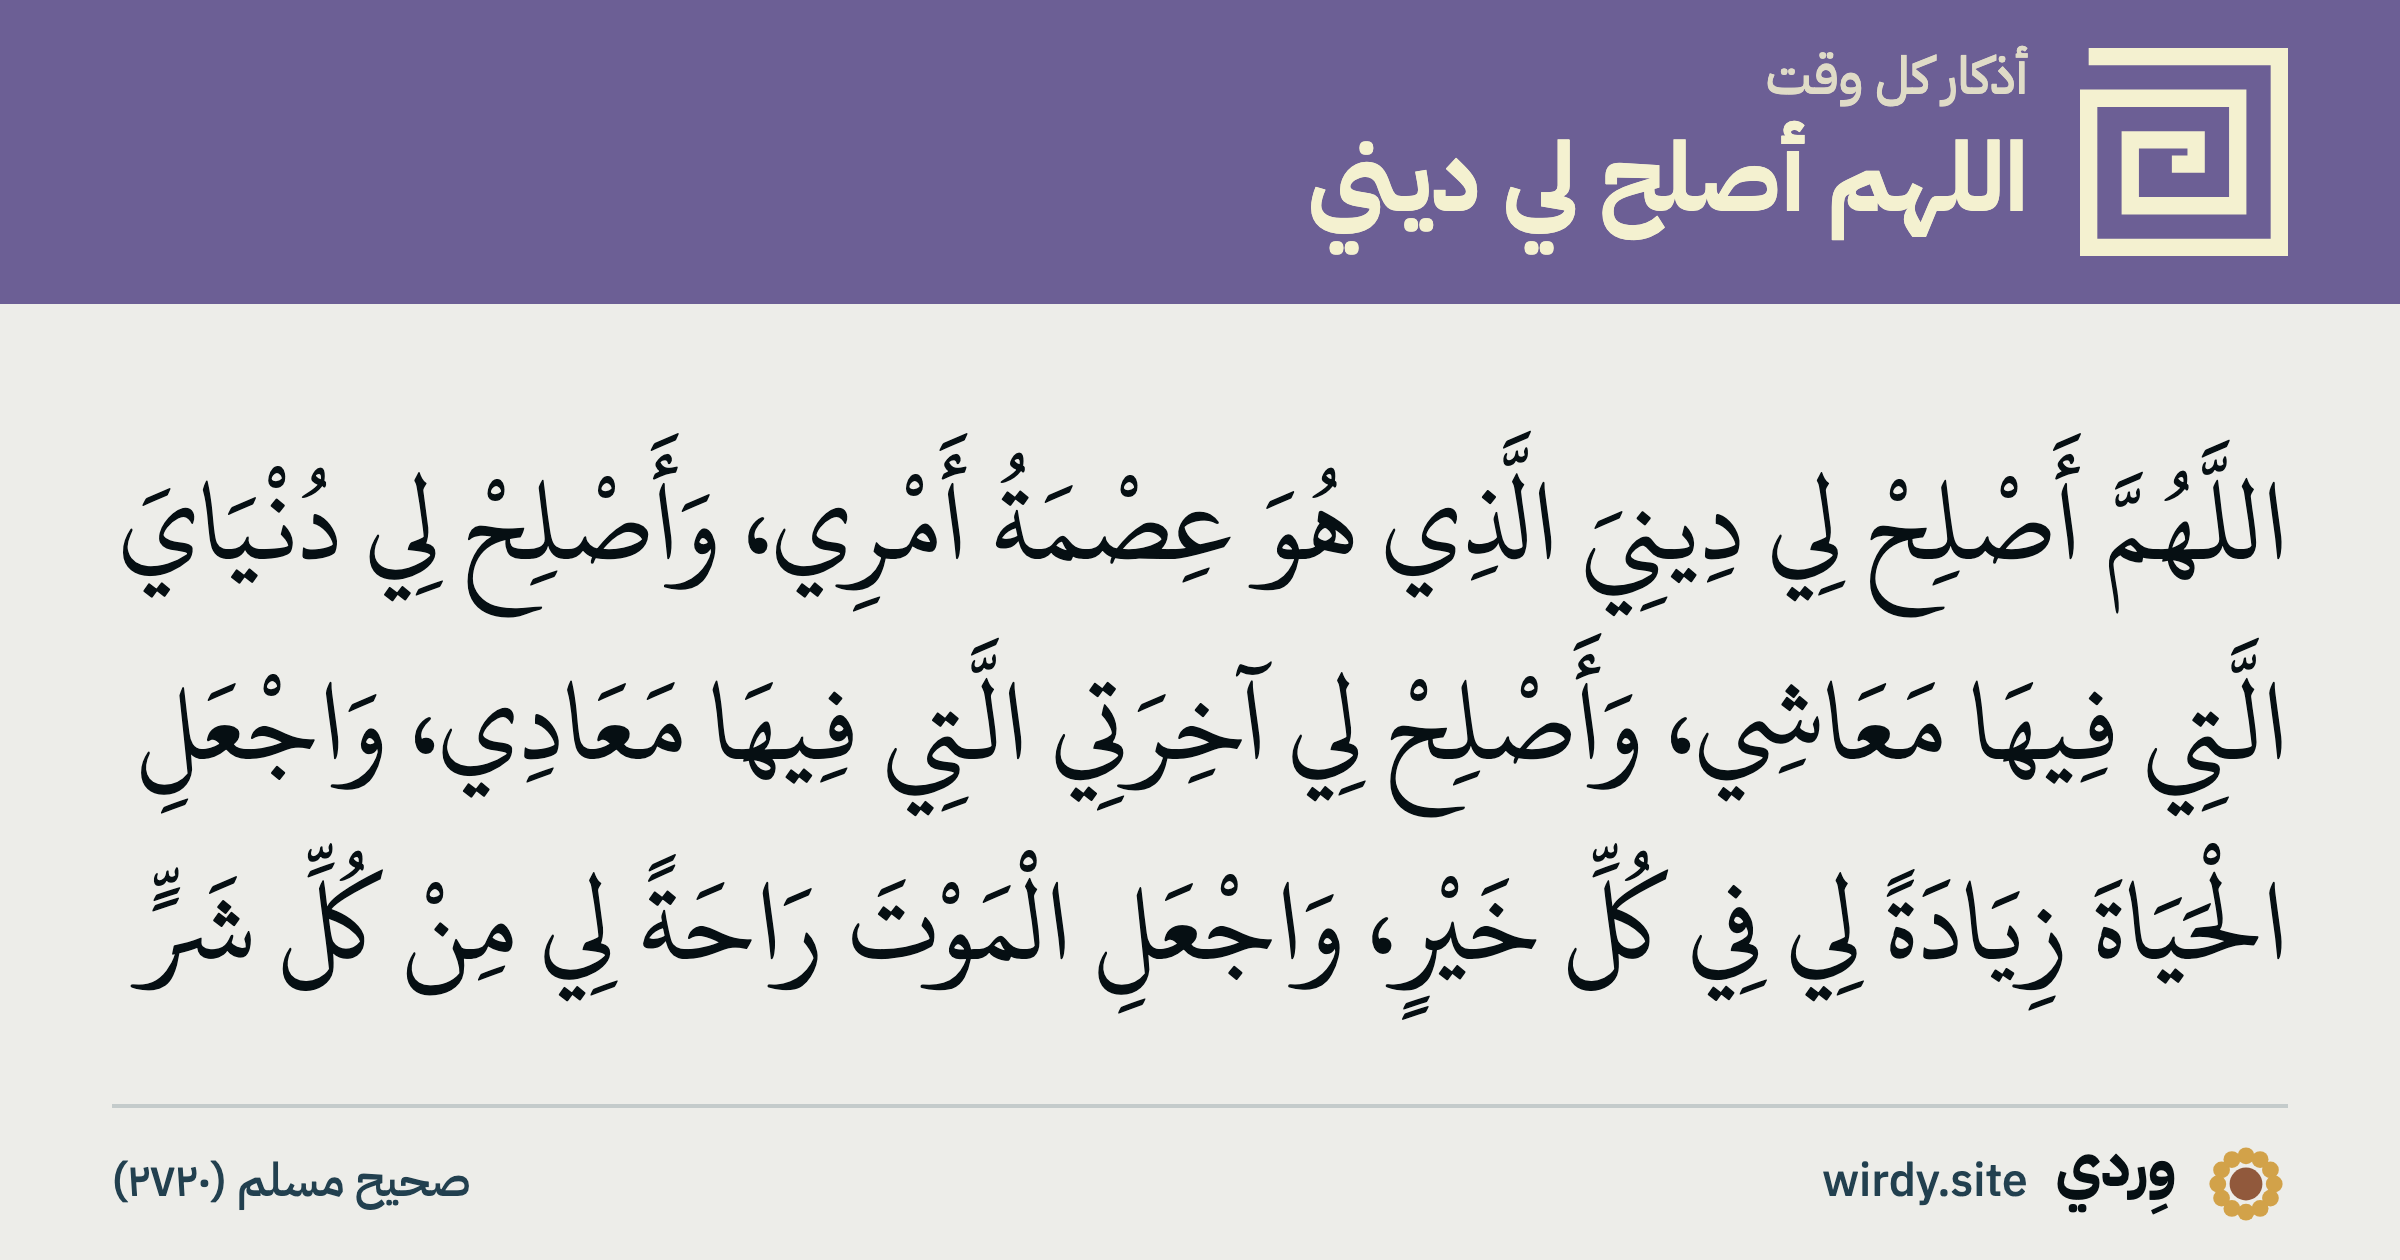 أذكار كل وقت
اللهم أصلح لي ديني
اللَّهُمَّ أَصْلِحْ لِي دِينِيَ الَّذِي هُوَ عِصْمَةُ أَمْرِي، وَأَصْلِحْ لِي دُنْيَايَ
الَّتِي فِيهَا مَعَاشِي، وَأَصْلِحْ لِي آخِرَتِي الَّتِي فِيهَا مَعَادِي، وَاجْعَلِ
الْحَيَاةَ زِيَادَةً لِي فِي كُلِّ خَيْرٍ، وَاجْعَلِ الْمَوْتَ رَاحَةً لِي مِنْ كُلِّ شَرٍّ
وِردي wirdy.site
صحيح مسلم (٢٧٢٠)